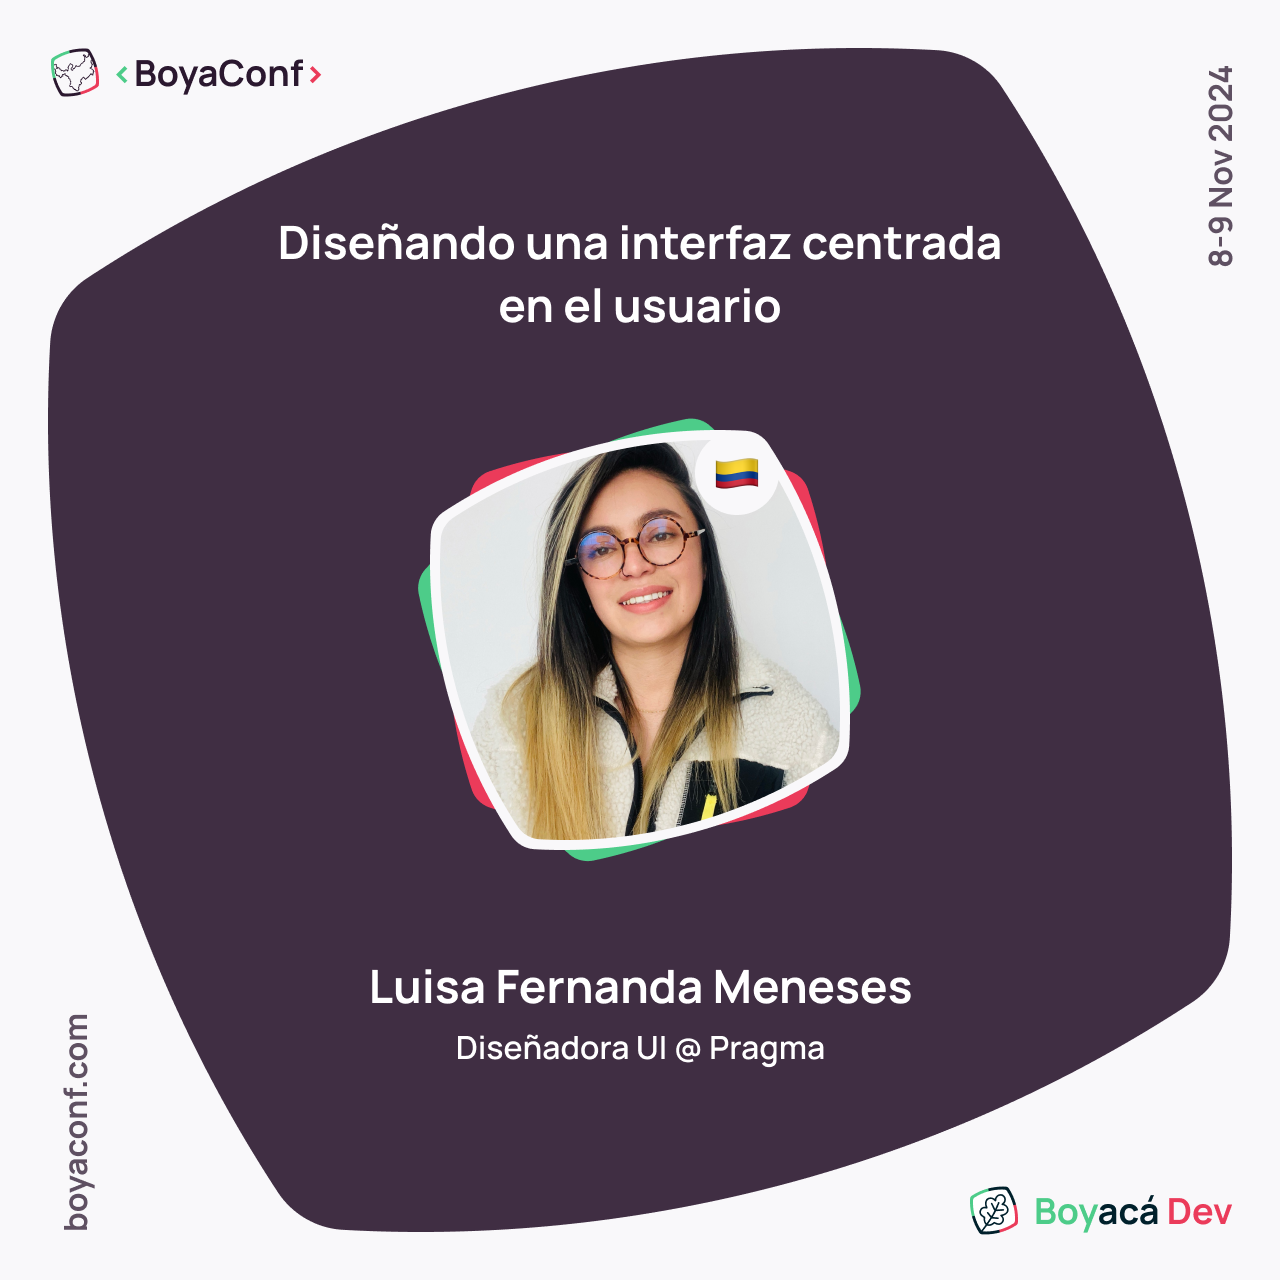 <BoyaConf>
8-9 Nov 2024
Diseñando una interfaz centrada
en el usuario
Luisa Fernanda Meneses
Diseñadora UI @ Pragma
boyaconf.com
Boyacá Dev